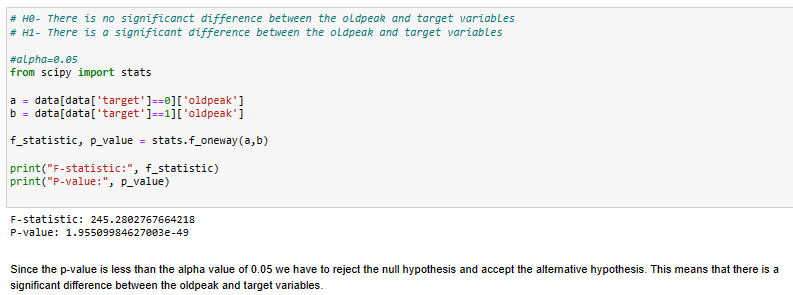 # H0- There is no significanct difference between the oldpeak and target variables
# H1- There is a significant difference between the oldpeak and target variables
#alpha=0.05
from scipy import stats
a = data[data['target']==0]['oldpeak']
b = data[data['target']==1]['oldpeak']
f_statistic, p_value = stats.f_oneway(a,b)
print("F-statistic:", f_statistic)
print("P-value:", p_value)
F-statistic: 245.2802767664218
P-value: 1.95509984627003e-49
Since the p-value is less than the alpha value of 0.05 we have to reject the null hypothesis and accept the alternative hypothesis. This means that there is a
significant difference between the oldpeak and target variables.